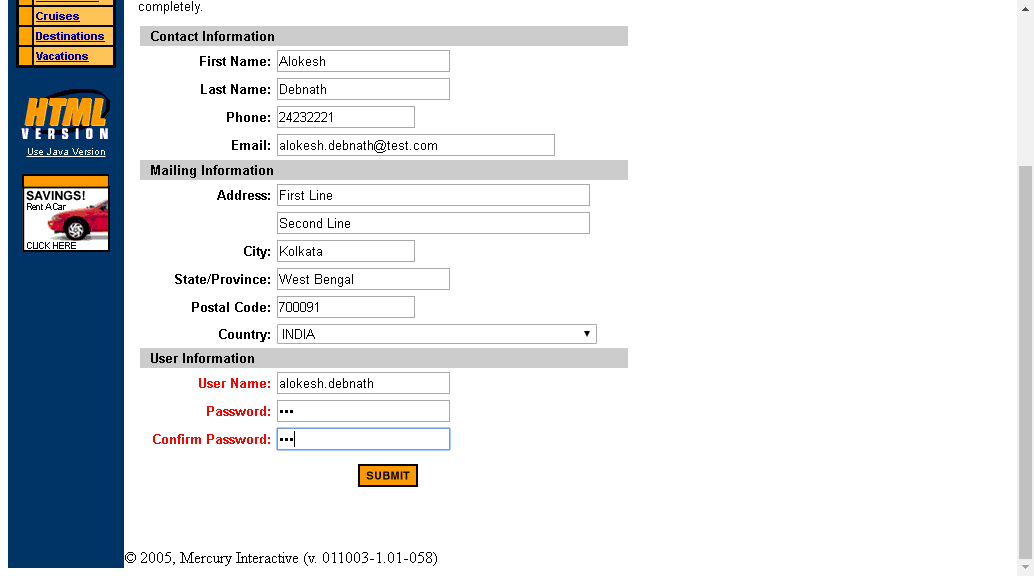 completely.
Cruises
Destinations
Vacations
HTML
VERSION
Use Java Version
SAVINGS!
Rent A Car
CLICK HERE
Contact Information
First Name: Alokesh
Last Name: Debnath
Phone: 24232221
Email: alokesh.debnath@test.com
Mailing Information
Address: First Line
Second Line
City: Kolkata
State/Province: West Bengal
Postal Code: 700091
Country: INDIA
User Information
User Name: alokesh.debnath
Password: •••
Confirm Password: •••
SUBMIT
© 2005, Mercury Interactive (v. 011003-1.01-058)